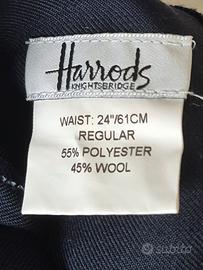 Harrods
KNIGHTSBRIDGE
WAIST: 24"/61CM
REGULAR
55% POLYESTER
45% WOOL
subito